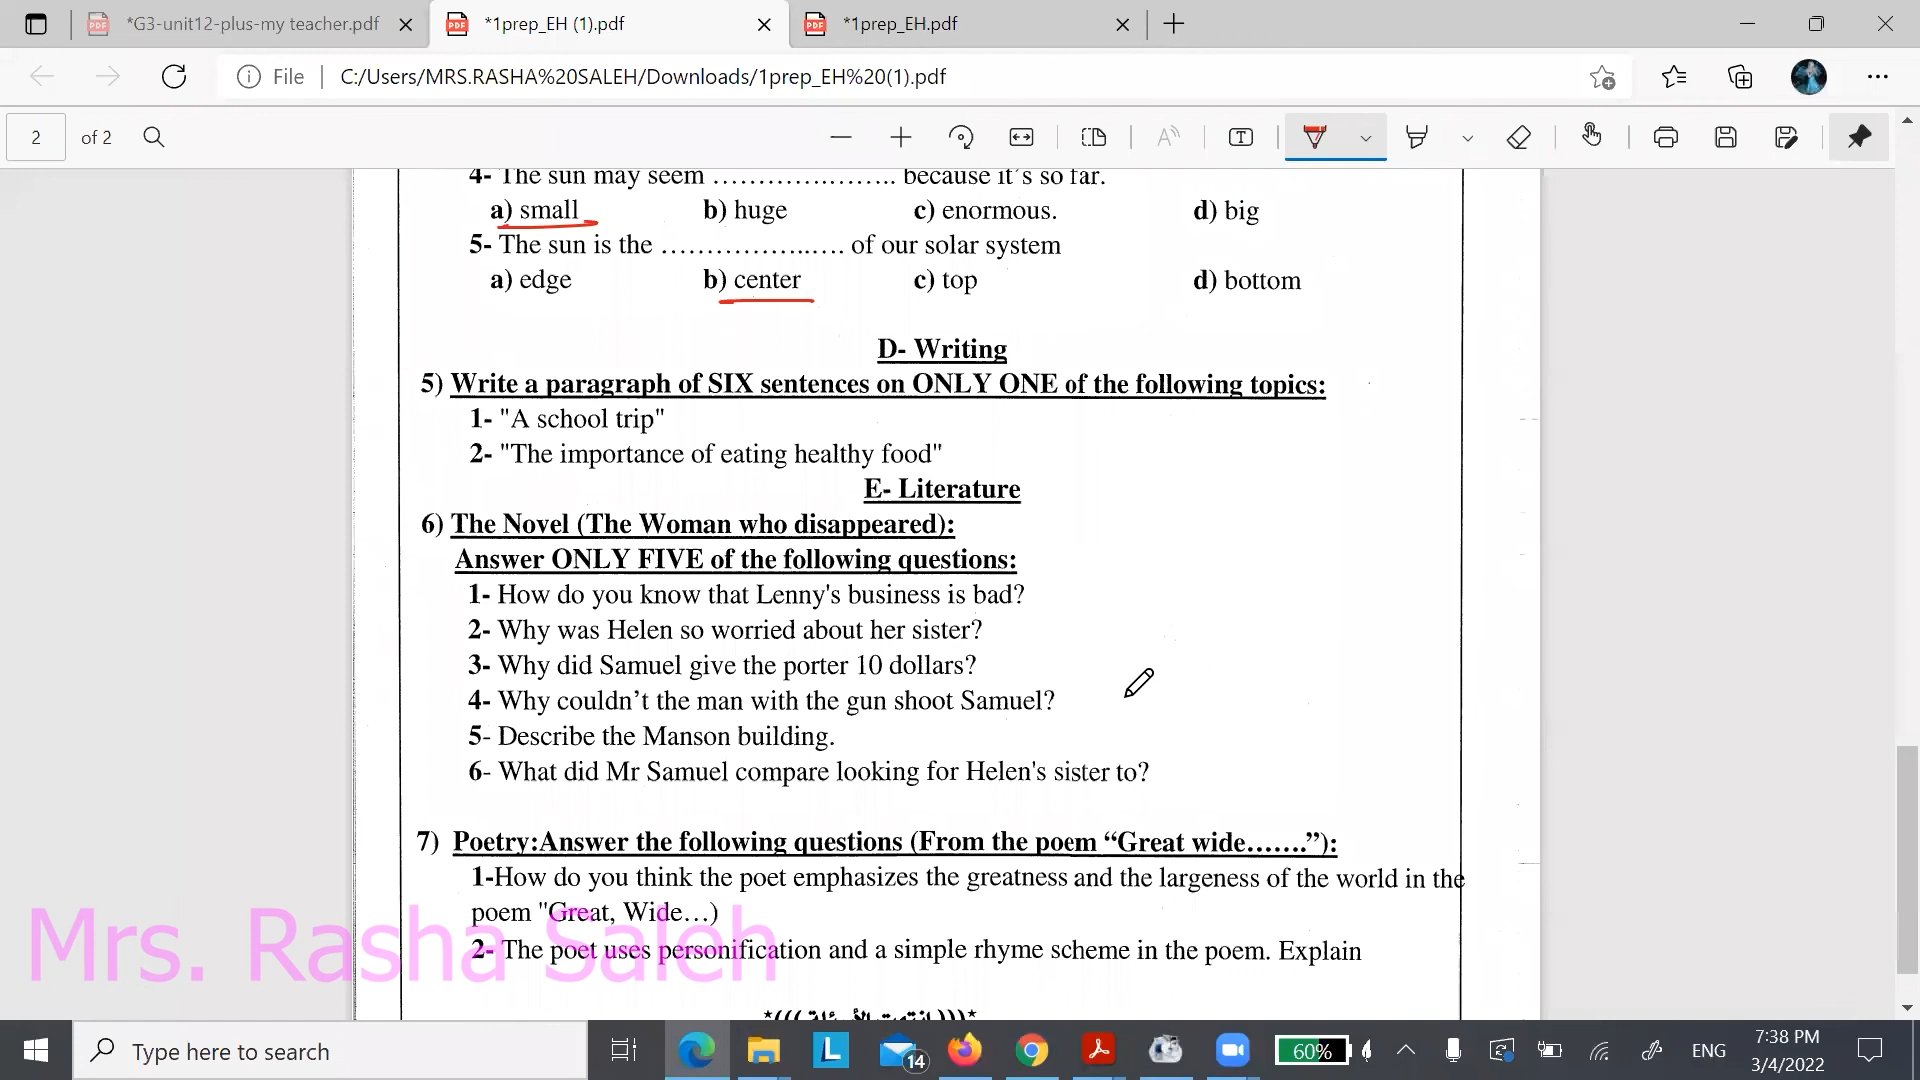 *G3-unit12-plus-my teacher.pdf
*1prep_EH (1).pdf
*1prep_EH.pdf
File
C:/Users/MRS.RASHA%20SALEH/Downloads/1prep_EH%20(1).pdf
2 of 2
4- The sun may seem ………….…….. because it's so far.
a) small b) huge c) enormous. d) big
5- The sun is the ……………..…. of our solar system
a) edge b) center c) top d) bottom
D- Writing
5) Write a paragraph of SIX sentences on ONLY ONE of the following topics:
1- "A school trip"
2- "The importance of eating healthy food"
E- Literature
6) The Novel (The Woman who disappeared):
Answer ONLY FIVE of the following questions:
1- How do you know that Lenny's business is bad?
2- Why was Helen so worried about her sister?
3- Why did Samuel give the porter 10 dollars?
4- Why couldn't the man with the gun shoot Samuel?
5- Describe the Manson building.
6- What did Mr Samuel compare looking for Helen's sister to?
7) Poetry:Answer the following questions (From the poem “Great wide…….”):
1-How do you think the poet emphasizes the greatness and the largeness of the world in the
poem "Great, Wide…)
2- The poet uses personification and a simple rhyme scheme in the poem. Explain
Mrs. Rasha Saleh
*((( انتهت الأسئلة )))*
Type here to search
14
60%
ENG
7:38 PM
3/4/2022